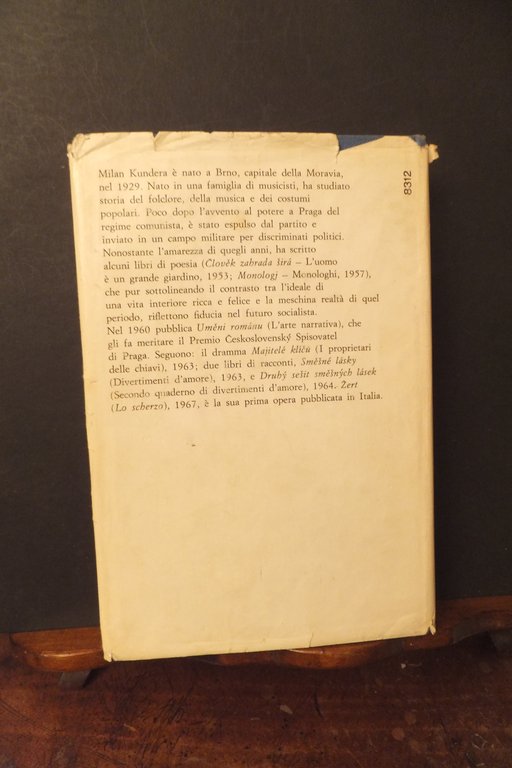 Milan Kundera è nato a Brno, capitale della Moravia,
nel 1929. Nato in una famiglia di musicisti, ha studiato
storia del folclore, della musica e dei costumi
popolari. Poco dopo l'avvento al potere a Praga del
regime comunista, è stato espulso dal partito e
inviato in un campo militare per discriminati politici.
Nonostante l'amarezza di quegli anni, ha scritto
alcuni libri di poesia (Člověk zahrada širá – L'uomo
è un grande giardino, 1953; Monologj – Monologhi, 1957),
che pur sottolineando il contrasto tra l'ideale di
una vita interiore ricca e felice e la meschina realtà di quel
periodo, riflettono fiducia nel futuro socialista.
Nel 1960 pubblica Uměni románu (L'arte narrativa), che
gli fa meritare il Premio Československý Spisovatel
di Praga. Seguono: il dramma Majitelé klíčů (I proprietari
delle chiavi), 1963; due libri di racconti, Směšné lásky
(Divertimenti d'amore), 1963, e Druhý sešit směšných lásek
(Secondo quaderno di divertimenti d'amore), 1964. Žert
(Lo scherzo), 1967, è la sua prima opera pubblicata in Italia.
8312